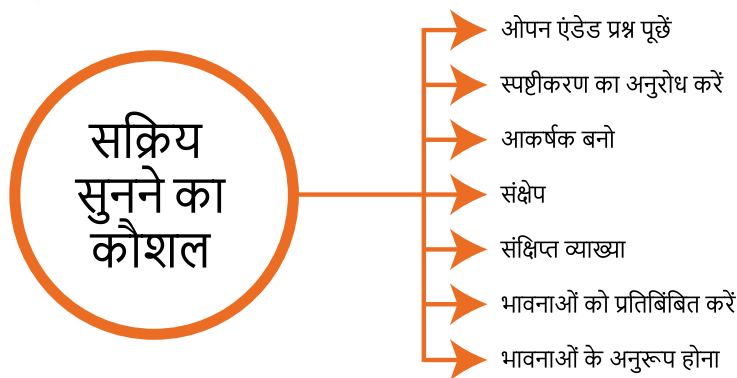 सक्रिय
सुनने का
कौशल
ओपन एंडेड प्रश्न पूछें
स्पष्टीकरण का अनुरोध करें
आकर्षक बनो
संक्षेप
संक्षिप्त व्याख्या
भावनाओं को प्रतिबिंबित करें
भावनाओं के अनुरूप होना